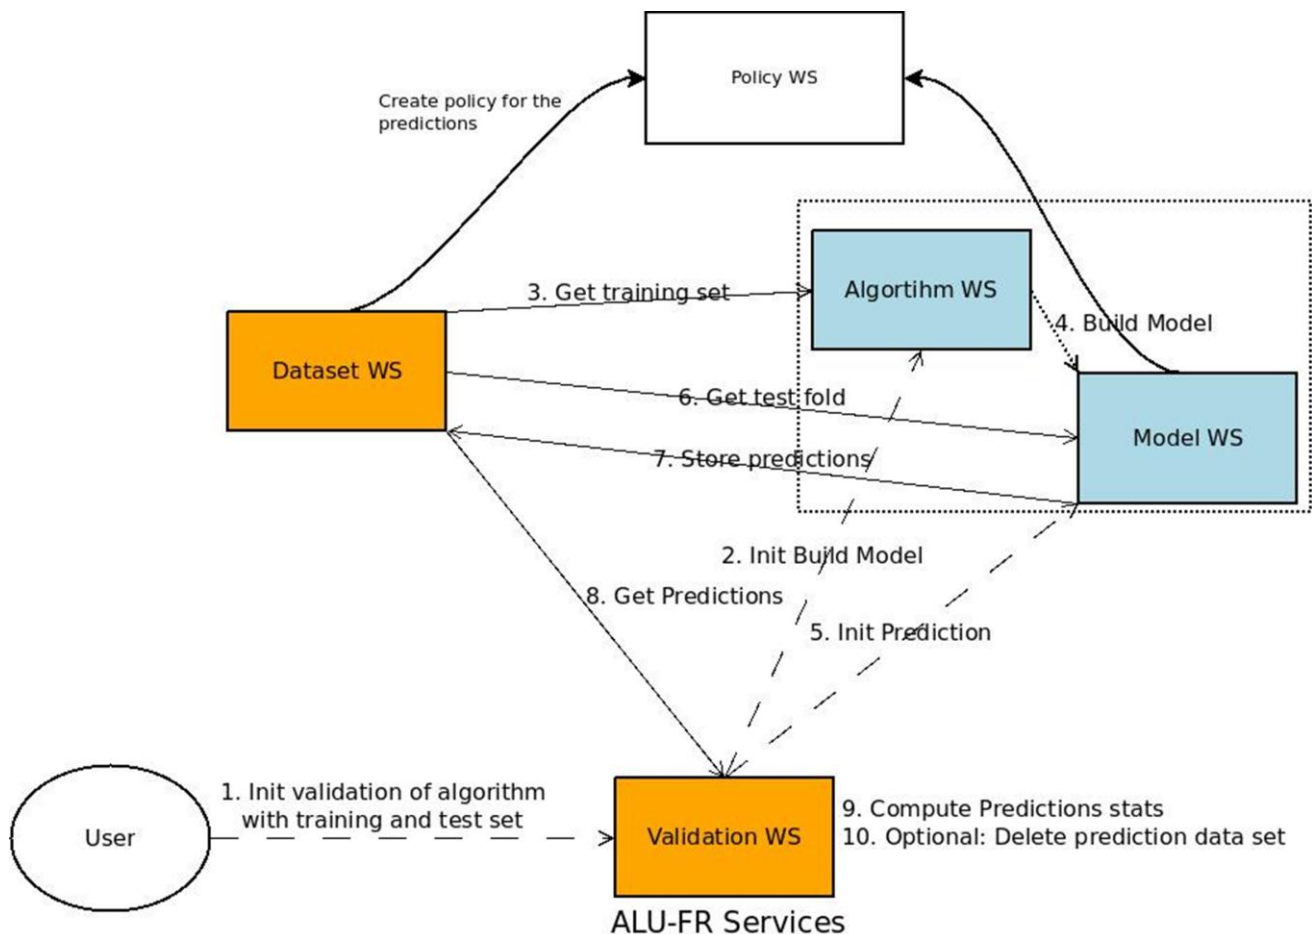 Policy WS
Create policy for the
predictions
3. Get training set
Algortihm WS
4. Build Model
Dataset WS
6. Get test fold
Model WS
7. Store predictions
2. Init Build Model
8. Get Predictions
5. Init Prediction
1. Init validation of algorithm
with training and test set
User
Validation WS
9. Compute Predictions stats
10. Optional: Delete prediction data set
ALU-FR Services